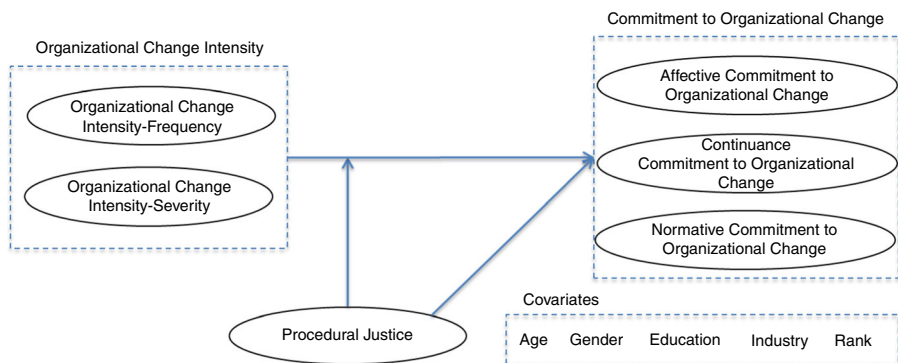 Organizational Change Intensity
Organizational Change
Intensity-Frequency
Organizational Change
Intensity-Severity
Commitment to Organizational Change
Affective Commitment to
Organizational Change
Continuance
Commitment to Organizational
Change
Normative Commitment to
Organizational Change
Procedural Justice
Covariates
Age Gender Education Industry Rank